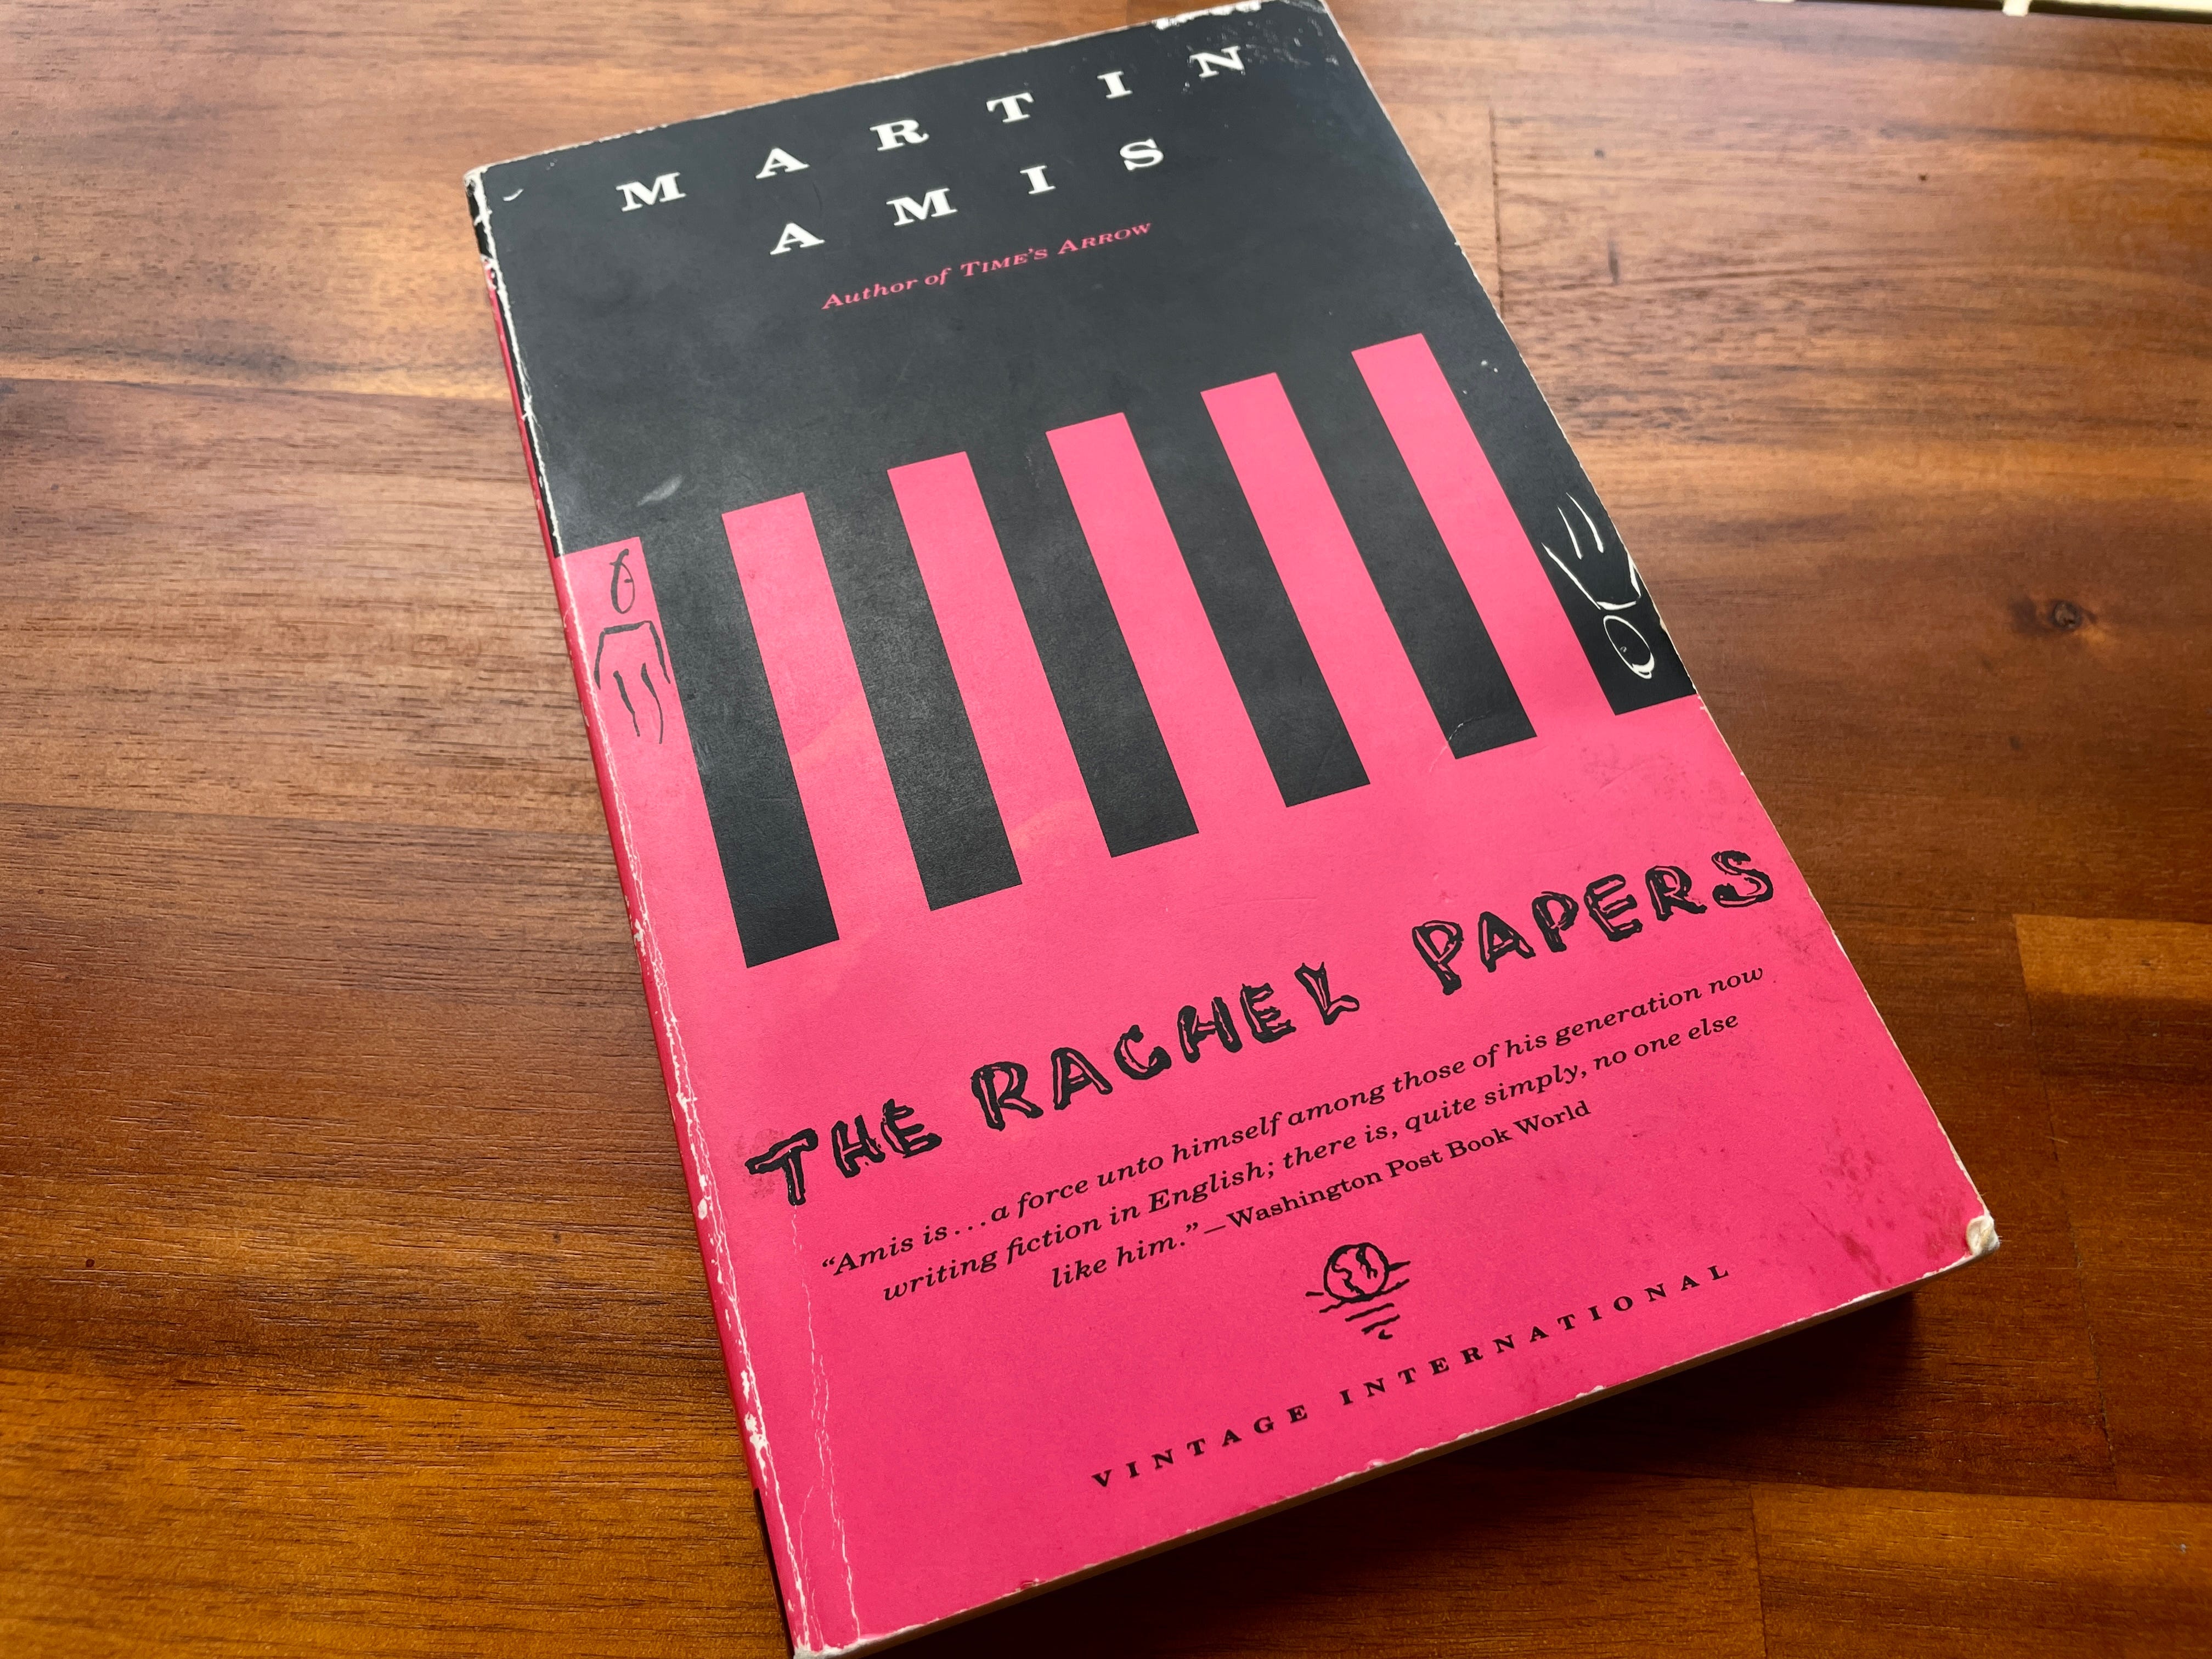 MARTIN
AMIS
Author of TIME'S ARROW
THE RACHEL PAPERS
“Amis is...a force unto himself among those of his generation now
writing fiction in English; there is, quite simply, no one else
like him.”—Washington Post Book World
VINTAGE INTERNATIONAL